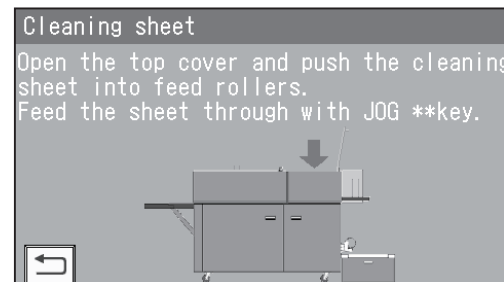 Cleaning sheet
Open the top cover and push the cleaning
sheet into feed rollers.
Feed the sheet through with JOG **key.